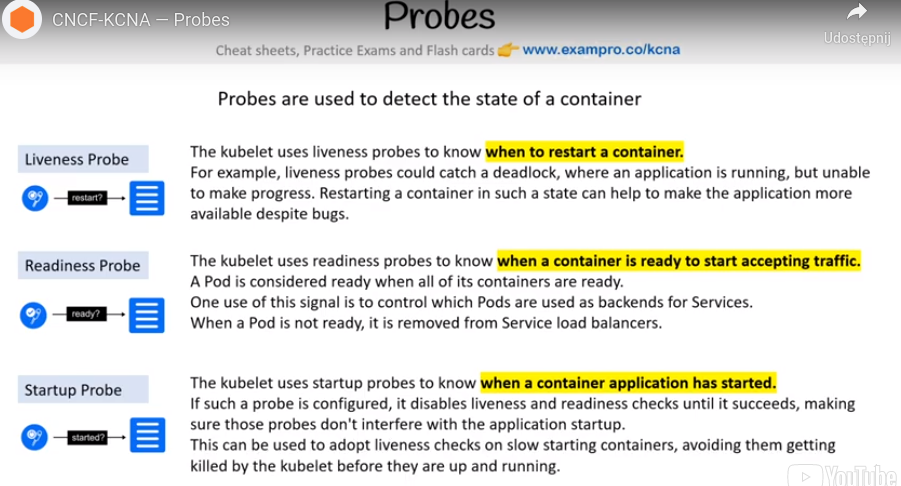 CNCF-KCNA — Probes
Probes
Udostępnij
Cheat sheets, Practice Exams and Flash cards 👉 www.exampro.co/kcna
Probes are used to detect the state of a container
Liveness Probe
restart?
The kubelet uses liveness probes to know when to restart a container.
For example, liveness probes could catch a deadlock, where an application is running, but unable
to make progress. Restarting a container in such a state can help to make the application more
available despite bugs.
Readiness Probe
ready?
The kubelet uses readiness probes to know when a container is ready to start accepting traffic.
A Pod is considered ready when all of its containers are ready.
One use of this signal is to control which Pods are used as backends for Services.
When a Pod is not ready, it is removed from Service load balancers.
Startup Probe
started?
The kubelet uses startup probes to know when a container application has started.
If such a probe is configured, it disables liveness and readiness checks until it succeeds, making
sure those probes don't interfere with the application startup.
This can be used to adopt liveness checks on slow starting containers, avoiding them getting
killed by the kubelet before they are up and running.
YouTube